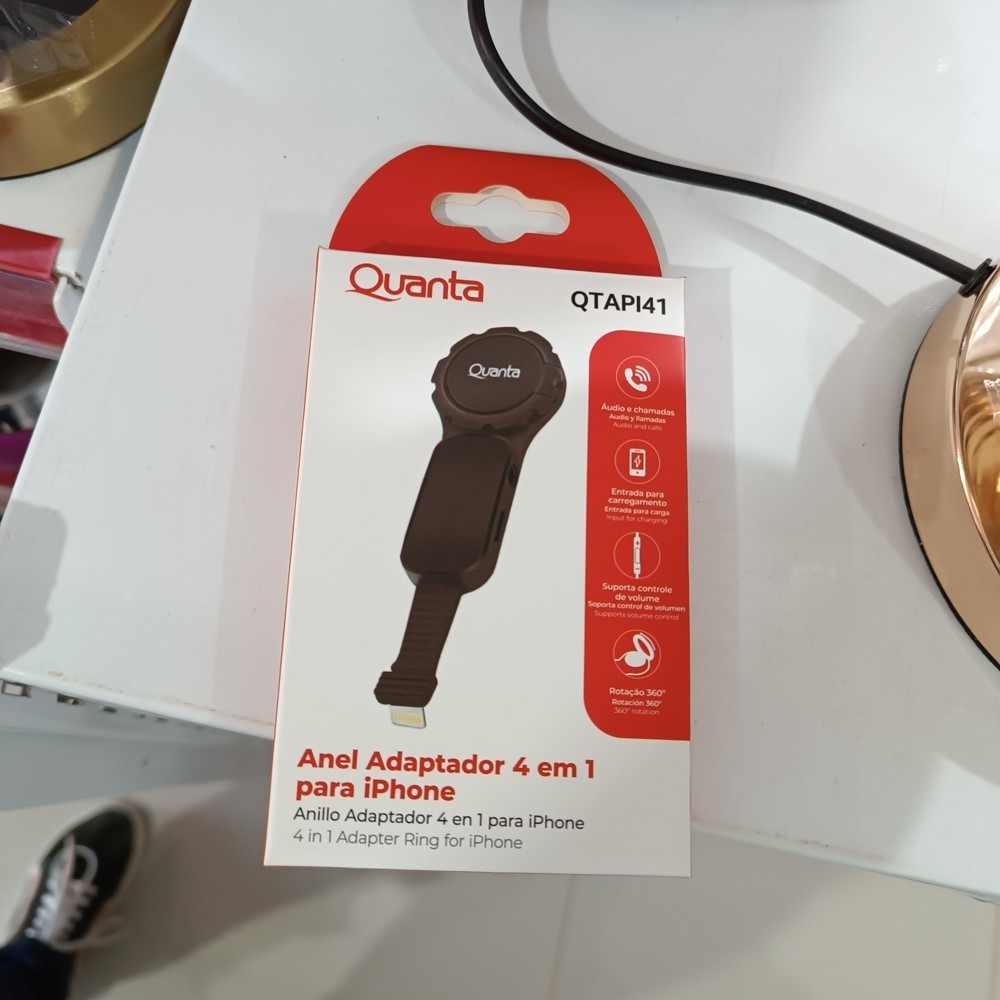 Quanta
QTAPI41
Quanta
Áudio e chamadas
Audio y llamadas
Audio and calls
Entrada para
carregamento
Entrada para carga
Input for charging
Suporta controle
de volume
Soporta control de volumen
Supports volume control
Rotação 360°
Rotación 360°
360° rotation
Anel Adaptador 4 em 1
para iPhone
Anillo Adaptador 4 en 1 para iPhone
4 in 1 Adapter Ring for iPhone